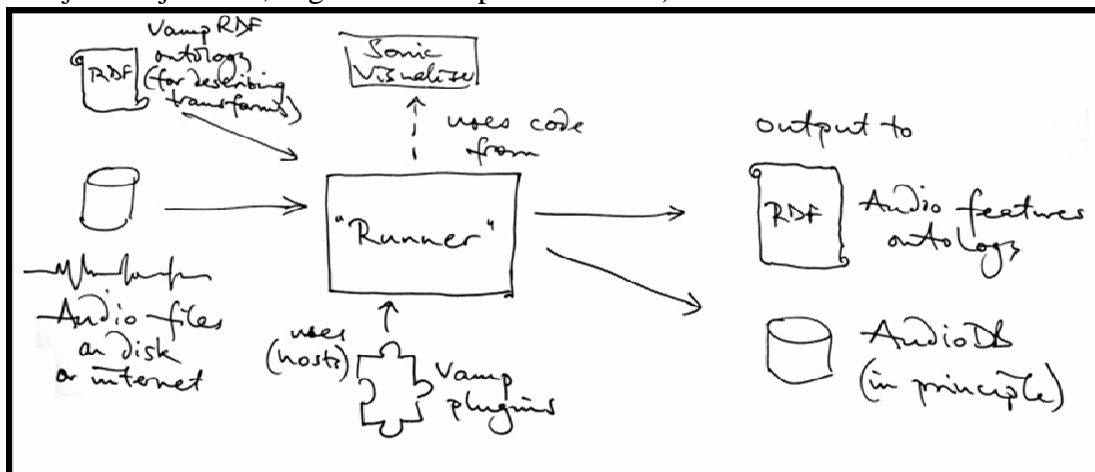 Vamp RDF
ontology
(for describing
transforms)
RDF
Sonic
Visualiser
uses code
from
output to
"Runner"
RDF
Audio features
ontology
Audio files
on disk
or internet
uses
(hosts)
Vamp
plugins
AudioDB
(in principle)